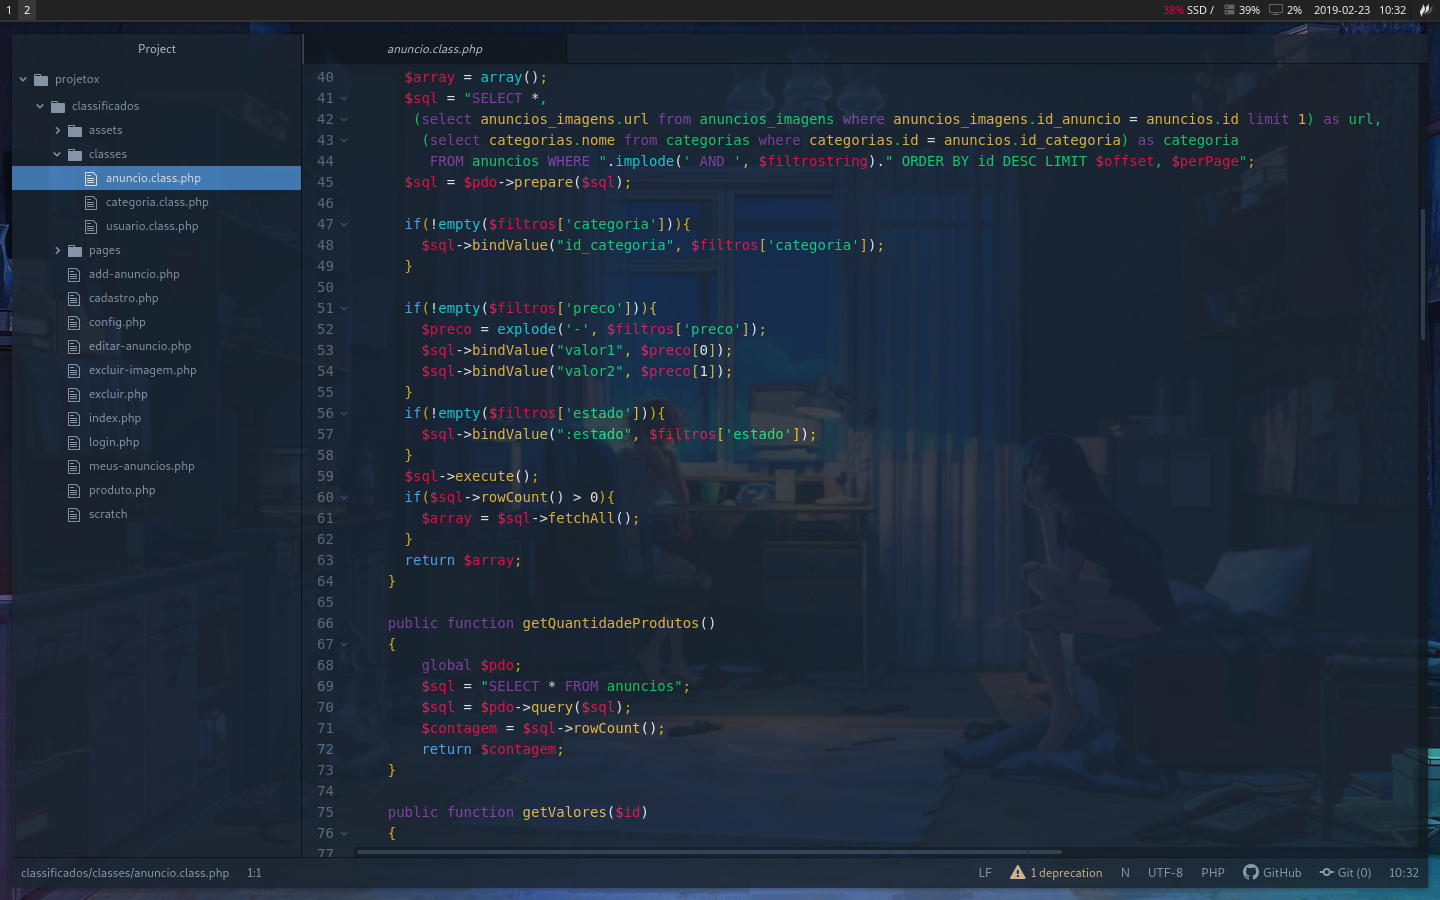 1 2 38% SSD / 39% 2% 2019-02-23 10:32
Project
anuncio.class.php
projetox
classificados
assets
classes
anuncio.class.php
categoria.class.php
usuario.class.php
pages
add-anuncio.php
cadastro.php
config.php
editar-anuncio.php
excluir-imagem.php
excluir.php
index.php
login.php
meus-anuncios.php
produto.php
scratch
40 $array = array();
41 $sql = "SELECT *,
42 (select anuncios_imagens.url from anuncios_imagens where anuncios_imagens.id_anuncio = anuncios.id limit 1) as url,
43 (select categorias.nome from categorias where categorias.id = anuncios.id_categoria) as categoria
44 FROM anuncios WHERE ".implode(' AND ', $filtrostring)." ORDER BY id DESC LIMIT $offset, $perPage";
45 $sql = $pdo->prepare($sql);
46
47 if(!empty($filtros['categoria'])){
48 $sql->bindValue("id_categoria", $filtros['categoria']);
49 }
50
51 if(!empty($filtros['preco'])){
52 $preco = explode('-', $filtros['preco']);
53 $sql->bindValue("valor1", $preco[0]);
54 $sql->bindValue("valor2", $preco[1]);
55 }
56 if(!empty($filtros['estado'])){
57 $sql->bindValue(":estado", $filtros['estado']);
58 }
59 $sql->execute();
60 if($sql->rowCount() > 0){
61 $array = $sql->fetchAll();
62 }
63 return $array;
64 }
65
66 public function getQuantidadeProdutos()
67 {
68 global $pdo;
69 $sql = "SELECT * FROM anuncios";
70 $sql = $pdo->query($sql);
71 $contagem = $sql->rowCount();
72 return $contagem;
73 }
74
75 public function getValores($id)
76 {
77
classificados/classes/anuncio.class.php 1:1 LF 1 deprecation N UTF-8 PHP GitHub Git (0) 10:32